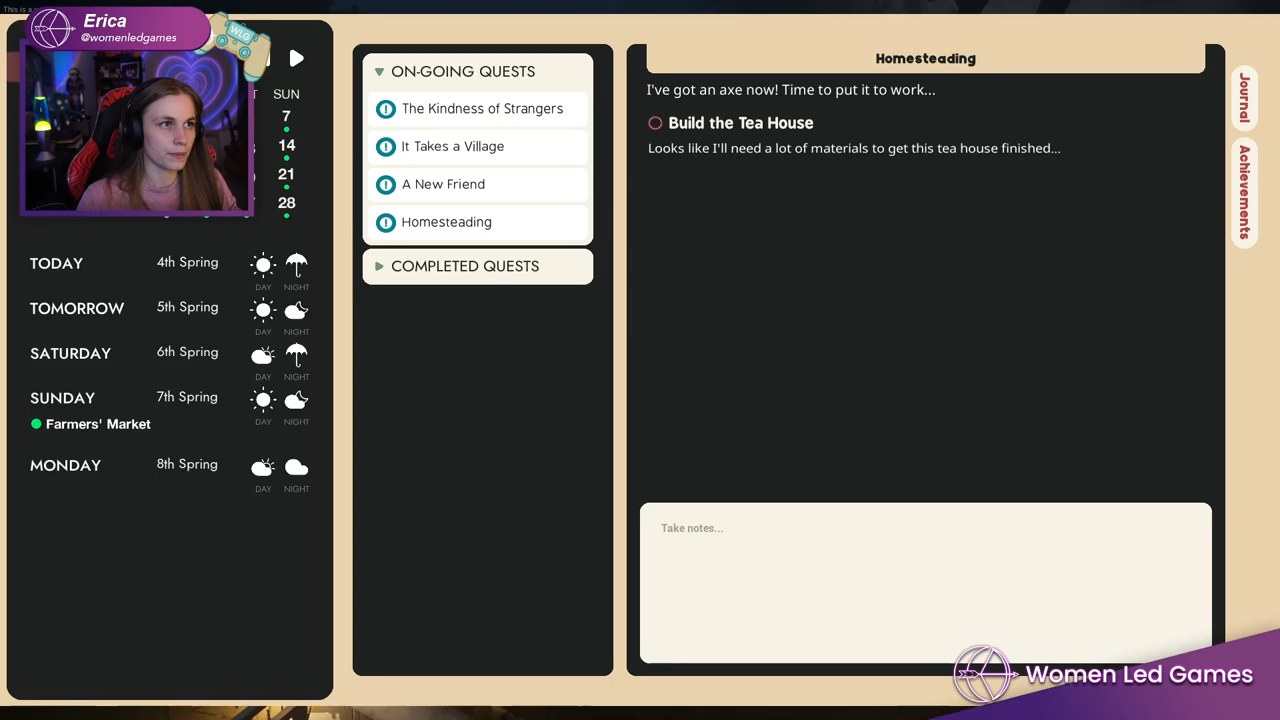 This is a
Erica
@womenledgames
WLG
SUN
7
14
21
28
TODAY 4th Spring
DAY NIGHT
TOMORROW 5th Spring
DAY NIGHT
SATURDAY 6th Spring
DAY NIGHT
SUNDAY 7th Spring
DAY NIGHT
Farmers' Market
MONDAY 8th Spring
DAY NIGHT
ON-GOING QUESTS
The Kindness of Strangers
It Takes a Village
A New Friend
Homesteading
COMPLETED QUESTS
Homesteading
I've got an axe now! Time to put it to work...
Build the Tea House
Looks like I'll need a lot of materials to get this tea house finished...
Take notes...
Journal
Achievements
Women Led Games